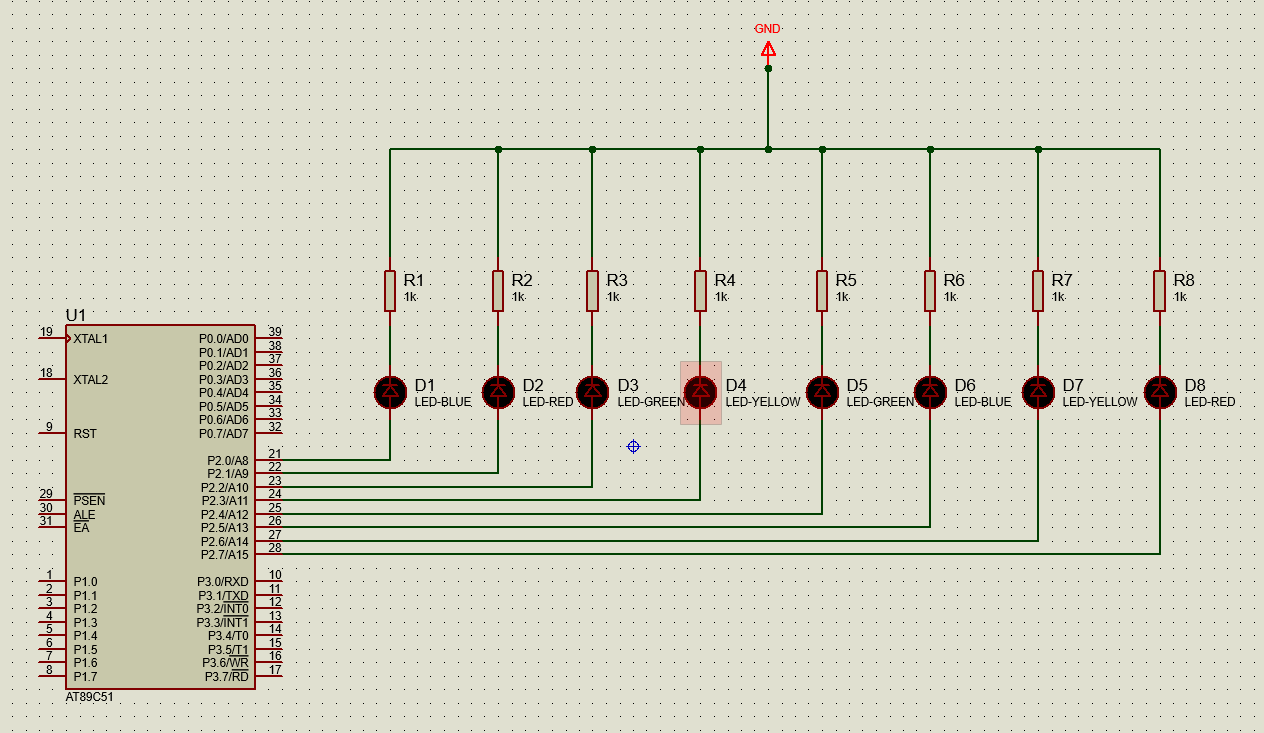 GND
R1
1k
R2
1k
R3
1k
R4
1k
R5
1k
R6
1k
R7
1k
R8
1k
D1
LED-BLUE
D2
LED-RED
D3
LED-GREEN
D4
LED-YELLOW
D5
LED-GREEN
D6
LED-BLUE
D7
LED-YELLOW
D8
LED-RED
U1
19 XTAL1 P0.0/AD0 39
P0.1/AD1 38
P0.2/AD2 37
18 XTAL2 P0.3/AD3 36
P0.4/AD4 35
P0.5/AD5 34
P0.6/AD6 33
9 RST P0.7/AD7 32
P2.0/A8 21
P2.1/A9 22
P2.2/A10 23
29 PSEN P2.3/A11 24
30 ALE P2.4/A12 25
31 EA P2.5/A13 26
P2.6/A14 27
P2.7/A15 28
1 P1.0 P3.0/RXD 10
2 P1.1 P3.1/TXD 11
3 P1.2 P3.2/INT0 12
4 P1.3 P3.3/INT1 13
5 P1.4 P3.4/T0 14
6 P1.5 P3.5/T1 15
7 P1.6 P3.6/WR 16
8 P1.7 P3.7/RD 17
AT89C51